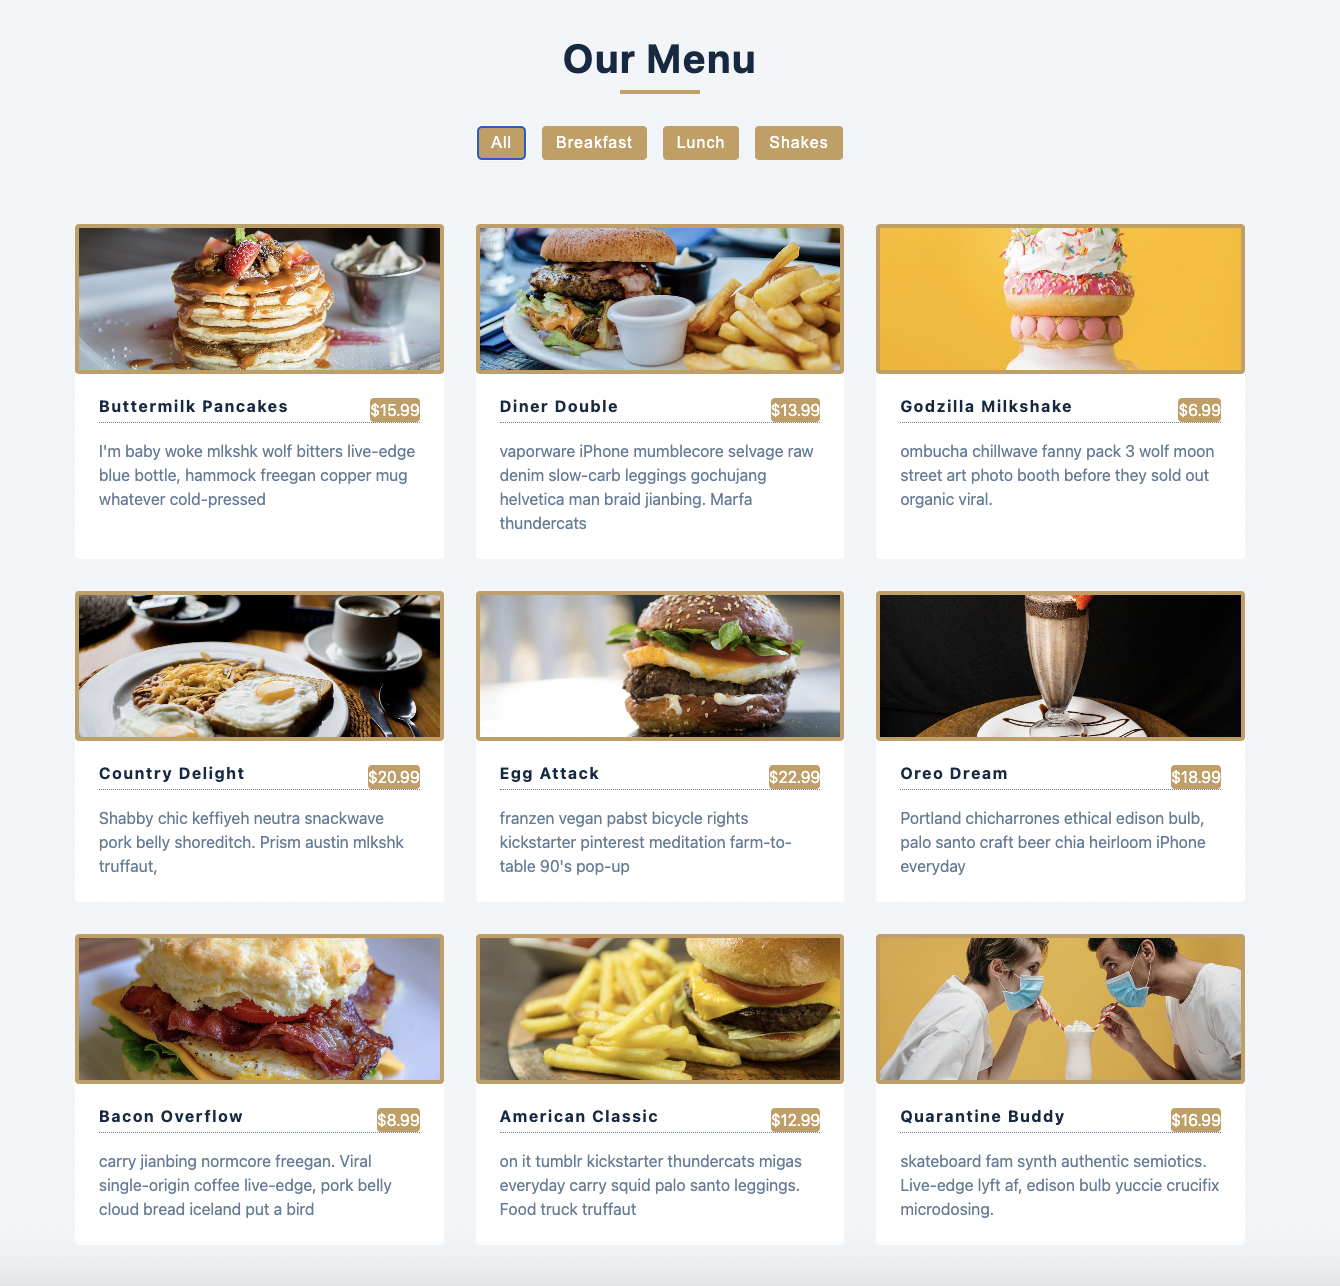 Our Menu
All
Breakfast
Lunch
Shakes
Buttermilk Pancakes
$15.99
I'm baby woke mlkshk wolf bitters live-edge
blue bottle, hammock freegan copper mug
whatever cold-pressed
Diner Double
$13.99
vaporware iPhone mumblecore selvage raw
denim slow-carb leggings gochujang
helvetica man braid jianbing. Marfa
thundercats
Godzilla Milkshake
$6.99
ombucha chillwave fanny pack 3 wolf moon
street art photo booth before they sold out
organic viral.
Country Delight
$20.99
Shabby chic keffiyeh neutra snackwave
pork belly shoreditch. Prism austin mlkshk
truffaut,
Egg Attack
$22.99
franzen vegan pabst bicycle rights
kickstarter pinterest meditation farm-to-
table 90's pop-up
Oreo Dream
$18.99
Portland chicharrones ethical edison bulb,
palo santo craft beer chia heirloom iPhone
everyday
Bacon Overflow
$8.99
carry jianbing normcore freegan. Viral
single-origin coffee live-edge, pork belly
cloud bread iceland put a bird
American Classic
$12.99
on it tumblr kickstarter thundercats migas
everyday carry squid palo santo leggings.
Food truck truffaut
Quarantine Buddy
$16.99
skateboard fam synth authentic semiotics.
Live-edge lyft af, edison bulb yuccie crucifix
microdosing.